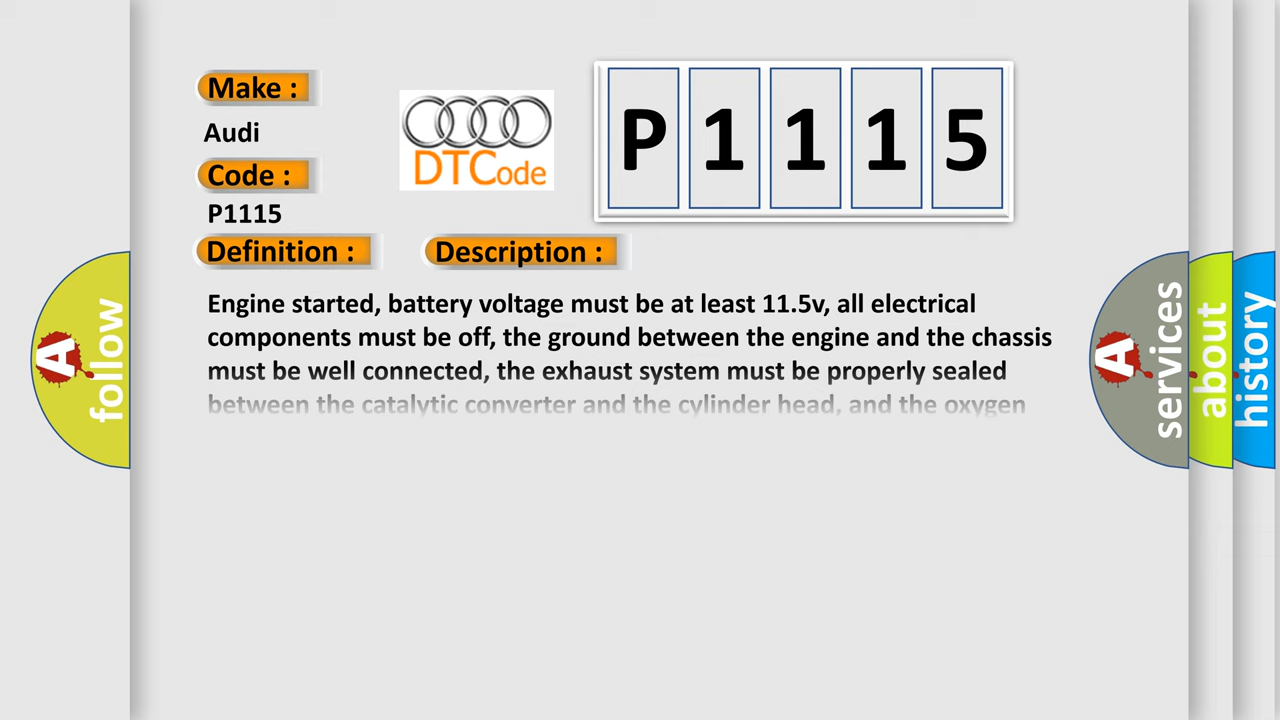 Make :
Audi
Code :
P1115
DTCode
P1115
Definition :
Description :
Engine started, battery voltage must be at least 11.5v, all electrical
components must be off, the ground between the engine and the chassis
must be well connected, the exhaust system must be properly sealed
between the catalytic converter and the cylinder head, and the oxygen
A
follow
A
services
about
history